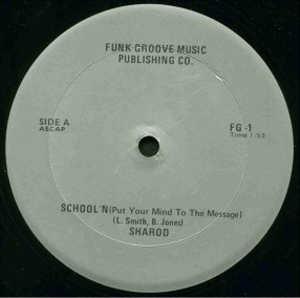 FUNK GROOVE MUSIC
PUBLISHING CO.
SIDE A
ASCAP
FG-1
Time
SCHOOL'N (Put Your Mind To The Message)
(L. Smith, B. Jones)
SHAROD